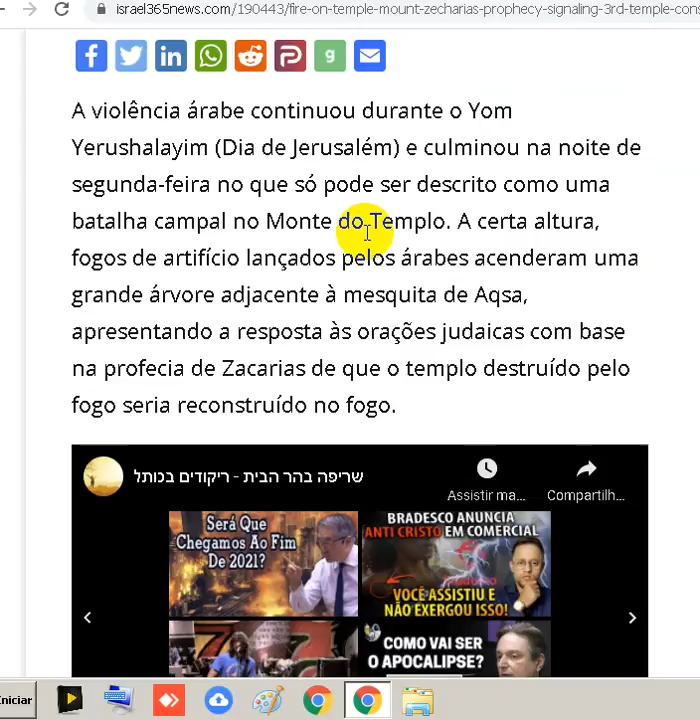 israel365news.com/190443/fire-on-temple-mount-zecharias-prophecy-signaling-3rd-temple-cons
A violência árabe continuou durante o Yom
Yerushalayim (Dia de Jerusalém) e culminou na noite de
segunda-feira no que só pode ser descrito como uma
batalha campal no Monte do Templo. A certa altura,
fogos de artifício lançados pelos árabes acenderam uma
grande árvore adjacente à mesquita de Aqsa,
apresentando a resposta às orações judaicas com base
na profecia de Zacarias de que o templo destruído pelo
fogo seria reconstruído no fogo.
שריפה בהר הבית - ריקודים בכותל
Assistir ma...
Compartilh...
Será Que
Chegamos Ao Fim
De 2021?
BRADESCO ANUNCIA
ANTI CRISTO EM COMERCIAL
VOCÊ ASSISTIU E
NÃO EXERGOU ISSO!
COMO VAI SER
O APOCALIPSE?
Iniciar